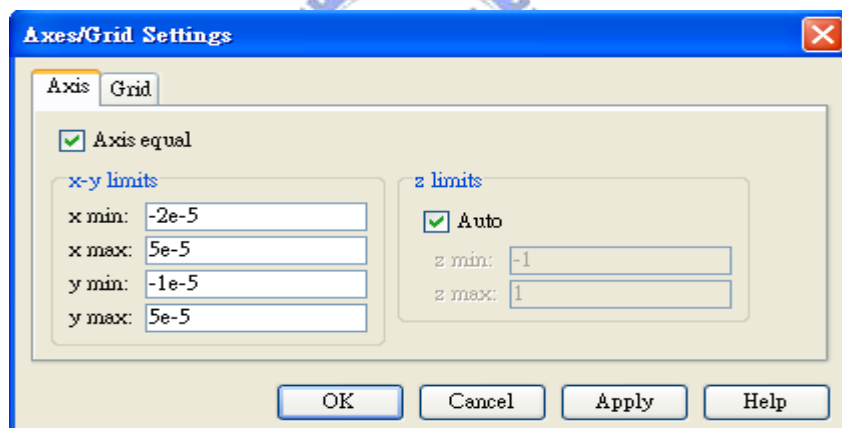 Axes/Grid Settings
Axis Grid
Axis equal
x-y limits
x min: -2e-5
x max: 5e-5
y min: -1e-5
y max: 5e-5
z limits
Auto
z min: -1
z max: 1
OK Cancel Apply Help